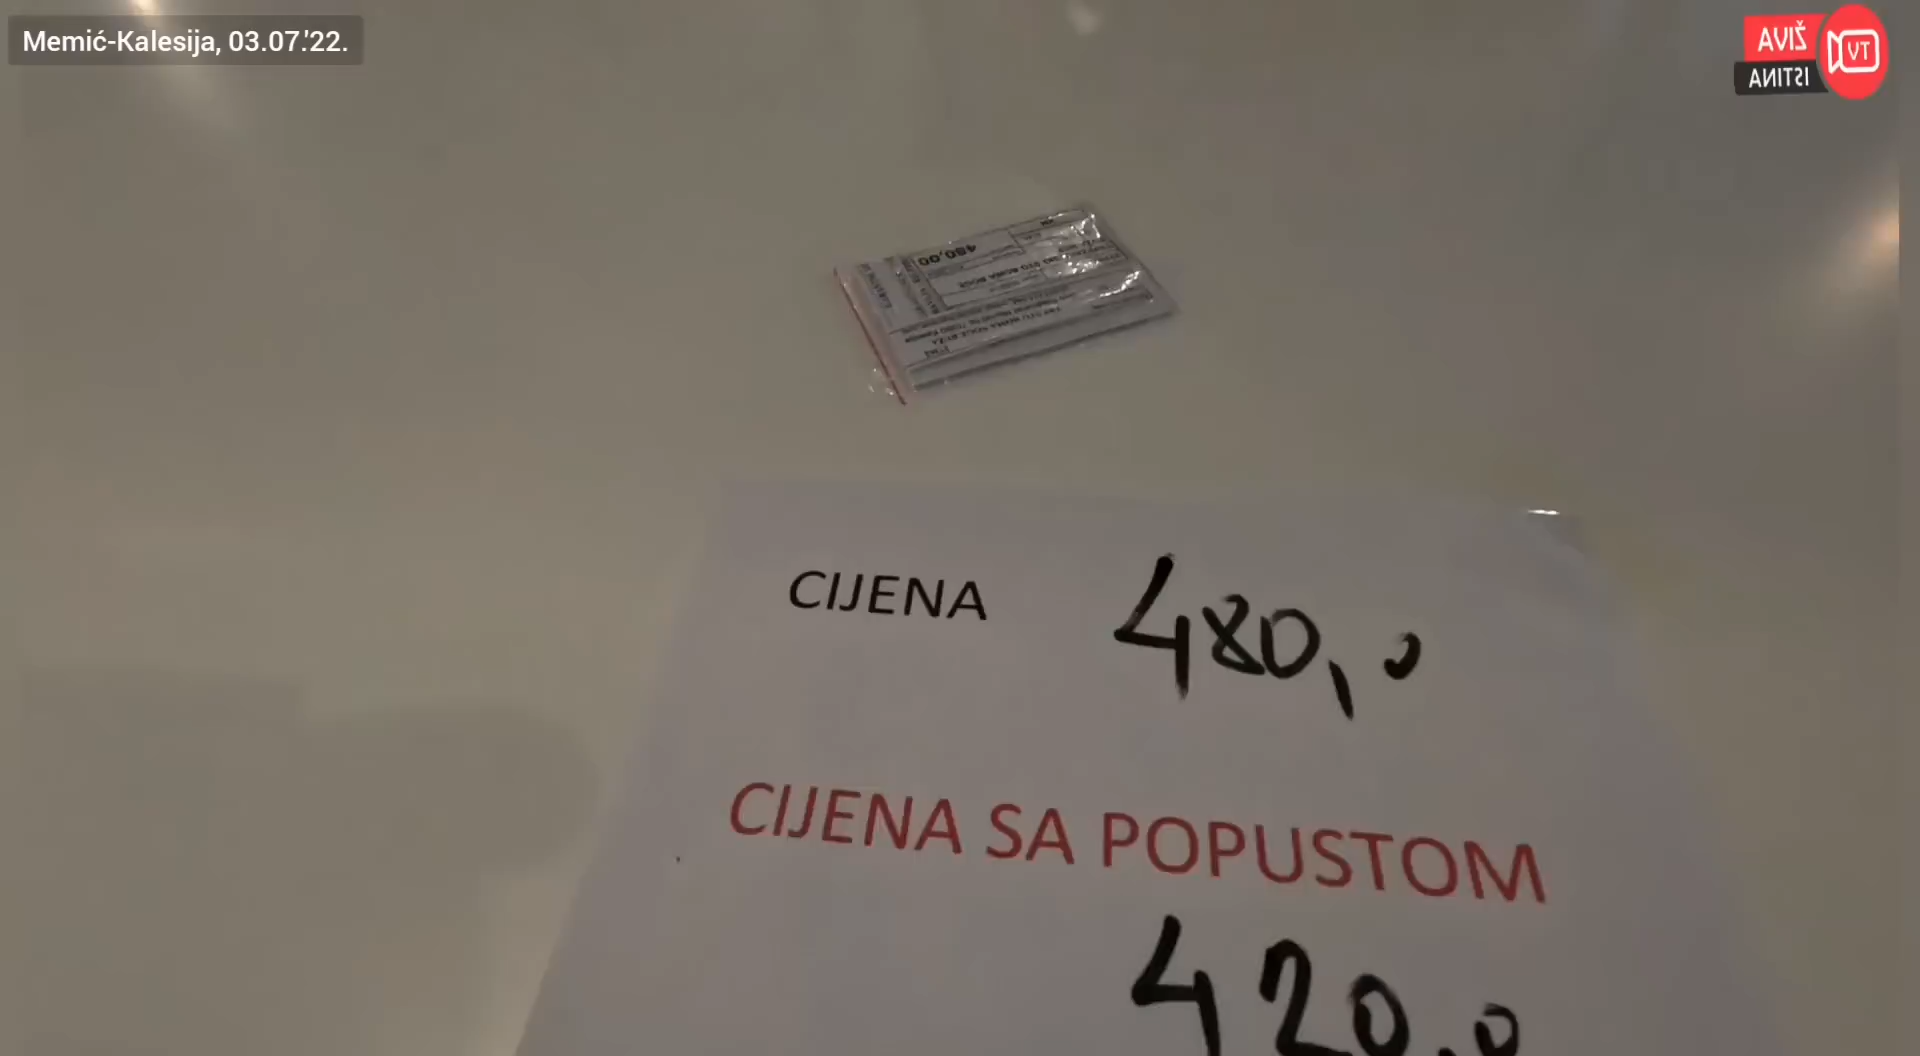 Memić-Kalesija, 03.07.'22.
ŽIVA
ISTINA
TV
480,00
CIJENA 480,0
CIJENA SA POPUSTOM
420,0